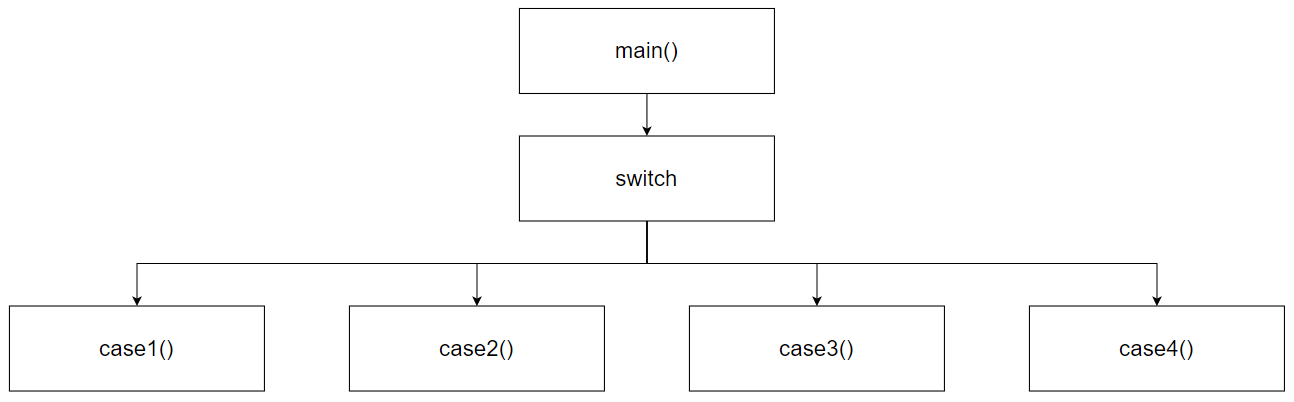 main()
switch
case1()
case2()
case3()
case4()